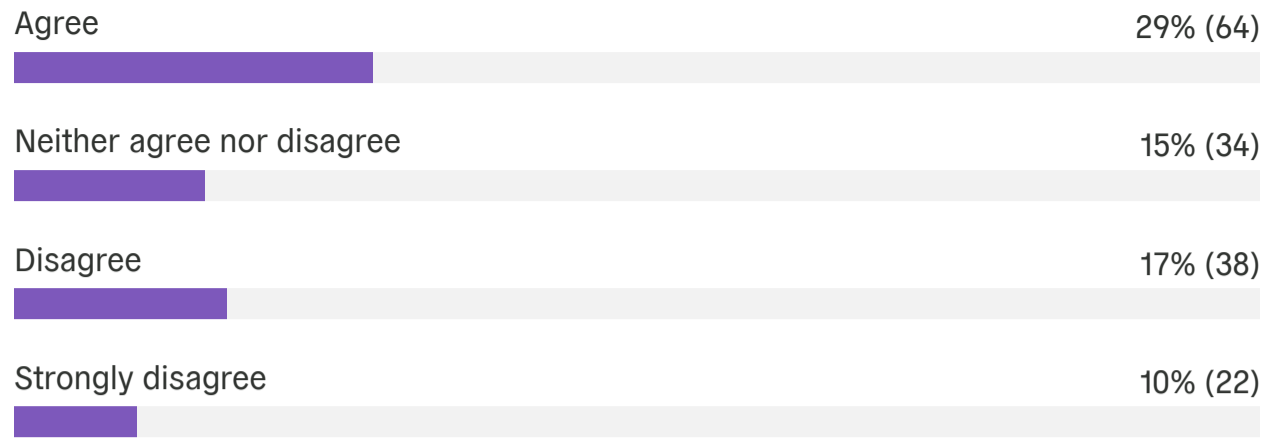 Agree 29% (64)
Neither agree nor disagree 15% (34)
Disagree 17% (38)
Strongly disagree 10% (22)